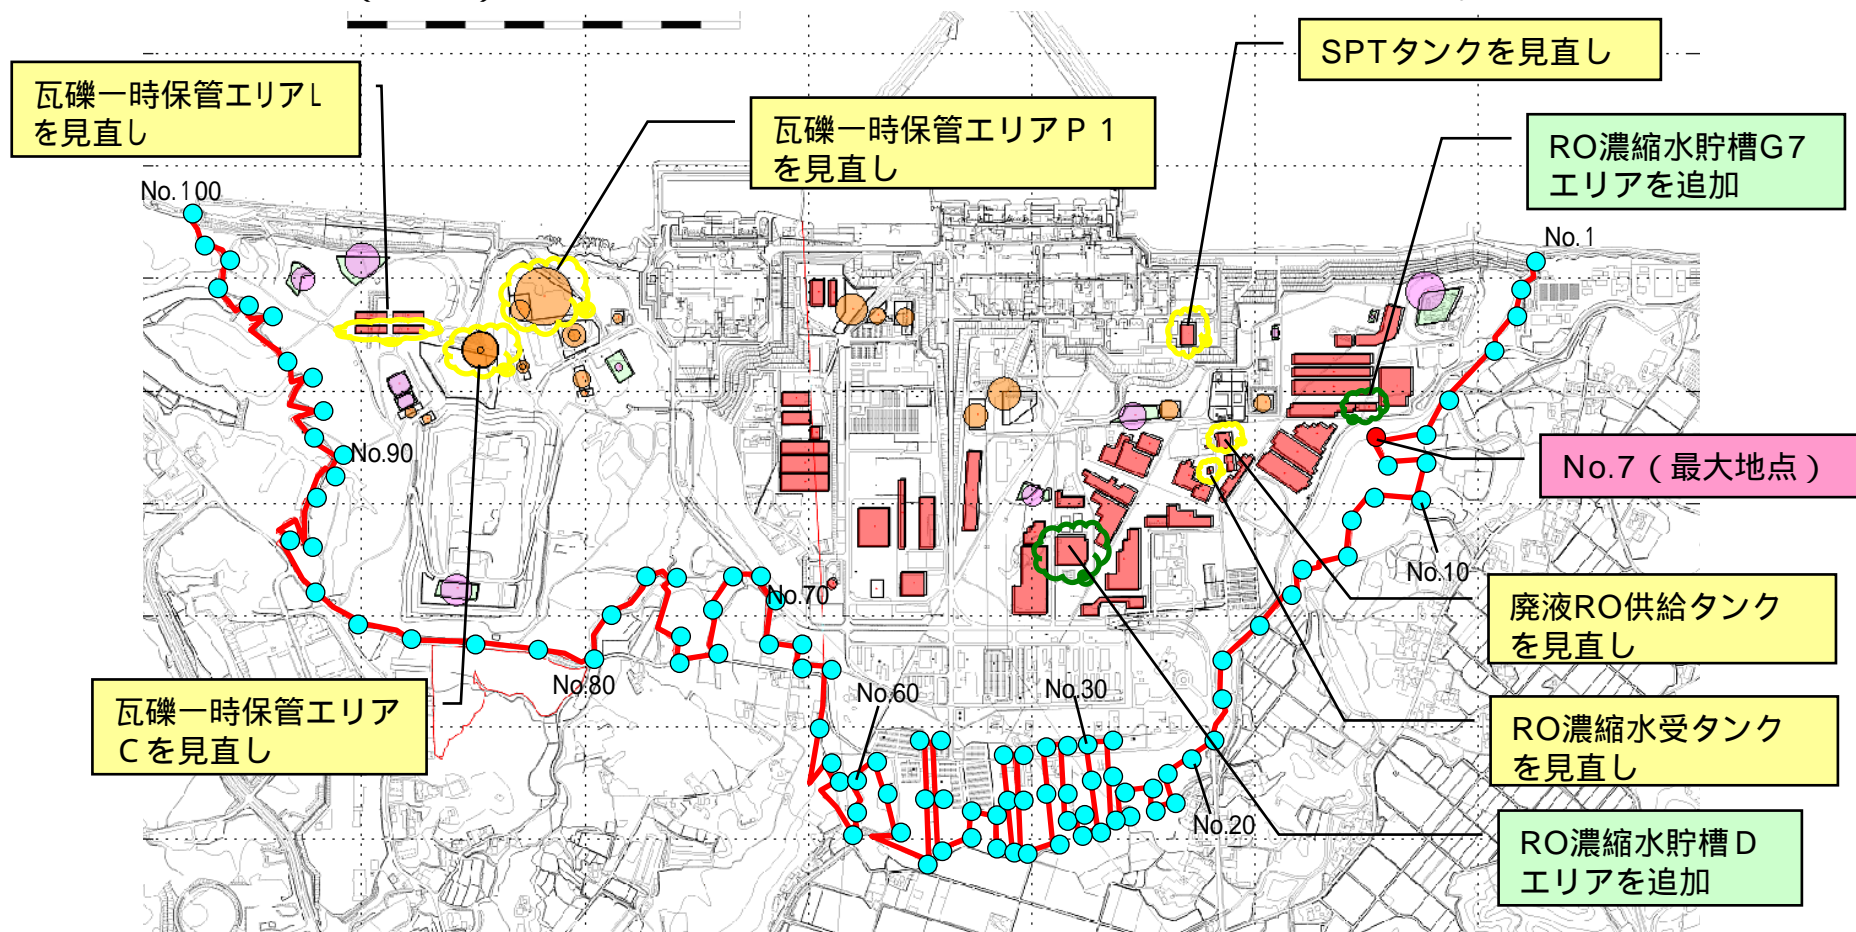 SPTタンクを見直し
瓦礫一時保管エリアL
を見直し
瓦礫一時保管エリアＰ１
を見直し
RO濃縮水貯槽G7
エリアを追加
No.100
No.1
No.90
No.7（最大地点）
No.10
No.70
廃液RO供給タンク
を見直し
No.80
No.60
No.30
瓦礫一時保管エリア
Ｃを見直し
RO濃縮水受タンク
を見直し
No.20
RO濃縮水貯槽Ｄ
エリアを追加